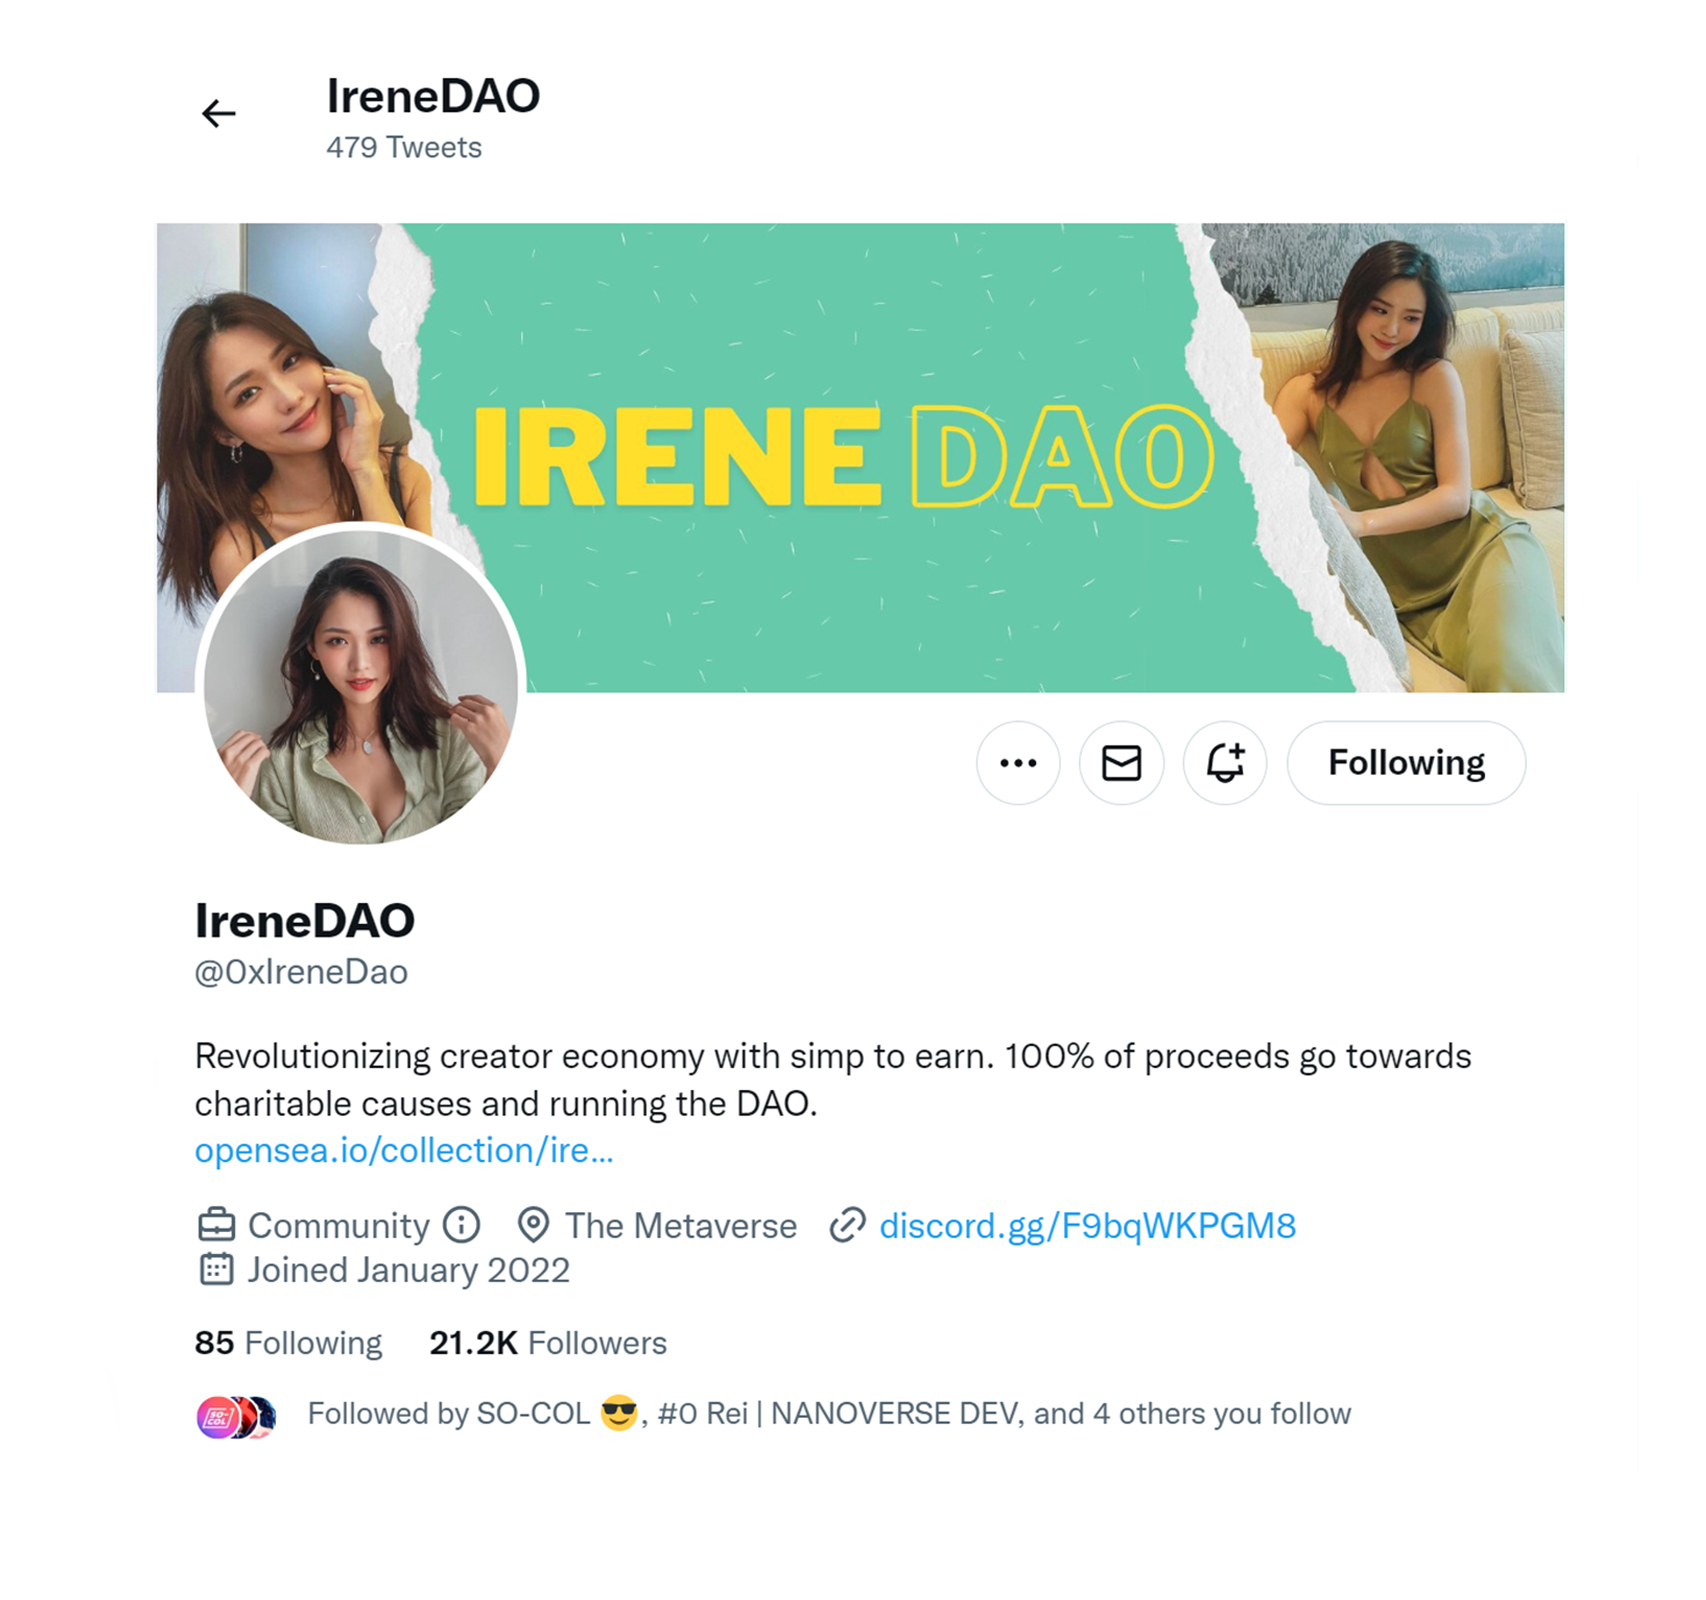 IreneDAO
479 Tweets
IRENE DAO
Following
IreneDAO
@0xIreneDao
Revolutionizing creator economy with simp to earn. 100% of proceeds go towards
charitable causes and running the DAO.
opensea.io/collection/ire...
Community The Metaverse discord.gg/F9bqWKPGM8
Joined January 2022
85 Following 21.2K Followers
SO-COL
Followed by SO-COL 😎, #0 Rei | NANOVERSE DEV, and 4 others you follow